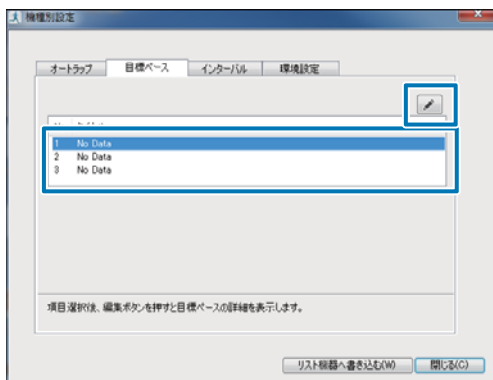 機種別設定
オートラップ 目標ペース インターバル 環境設定
1 No Data
2 No Data
3 No Data
項目選択後、編集ボタンを押すと目標ペースの詳細を表示します。
リスト機器へ書き込む(W) 閉じる(C)